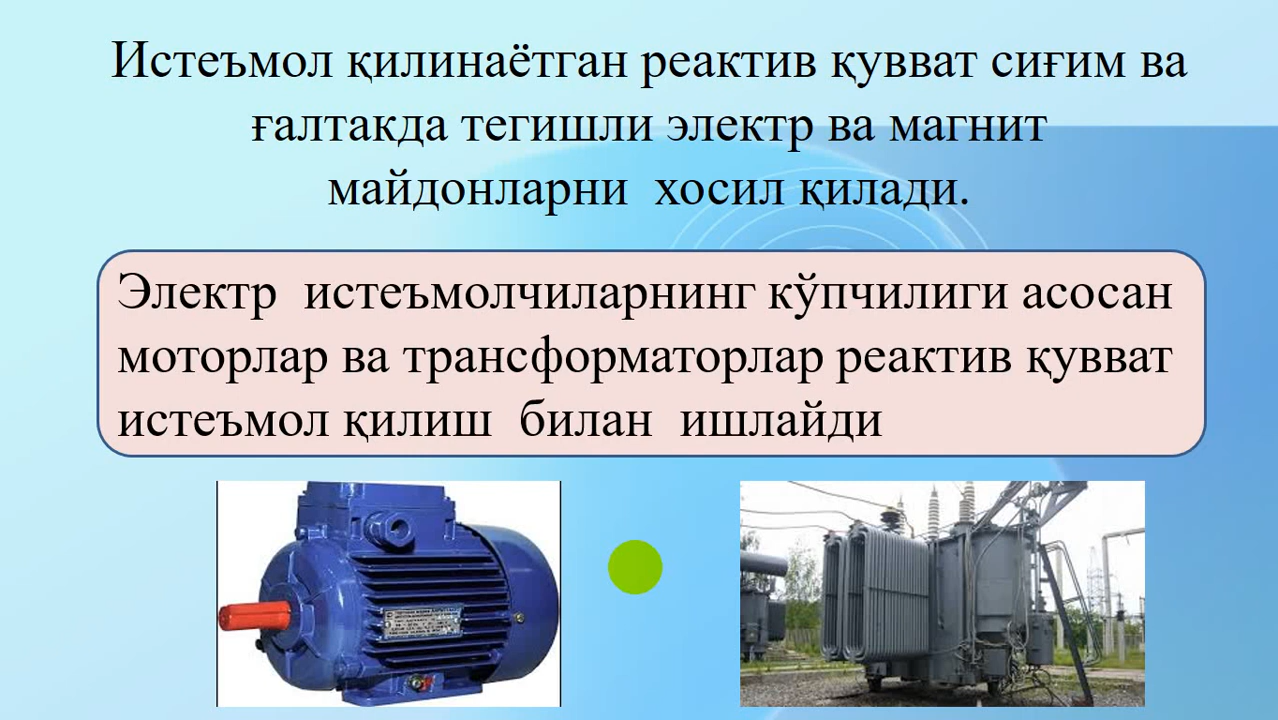 Истеъмол қилинаётган реактив қувват сиғим ва
ғалтакда тегишли электр ва магнит
майдонларни хосил қилади.
Электр истеъмолчиларнинг кўпчилиги асосан
моторлар ва трансформаторлар реактив қувват
истеъмол қилиш билан ишлайди